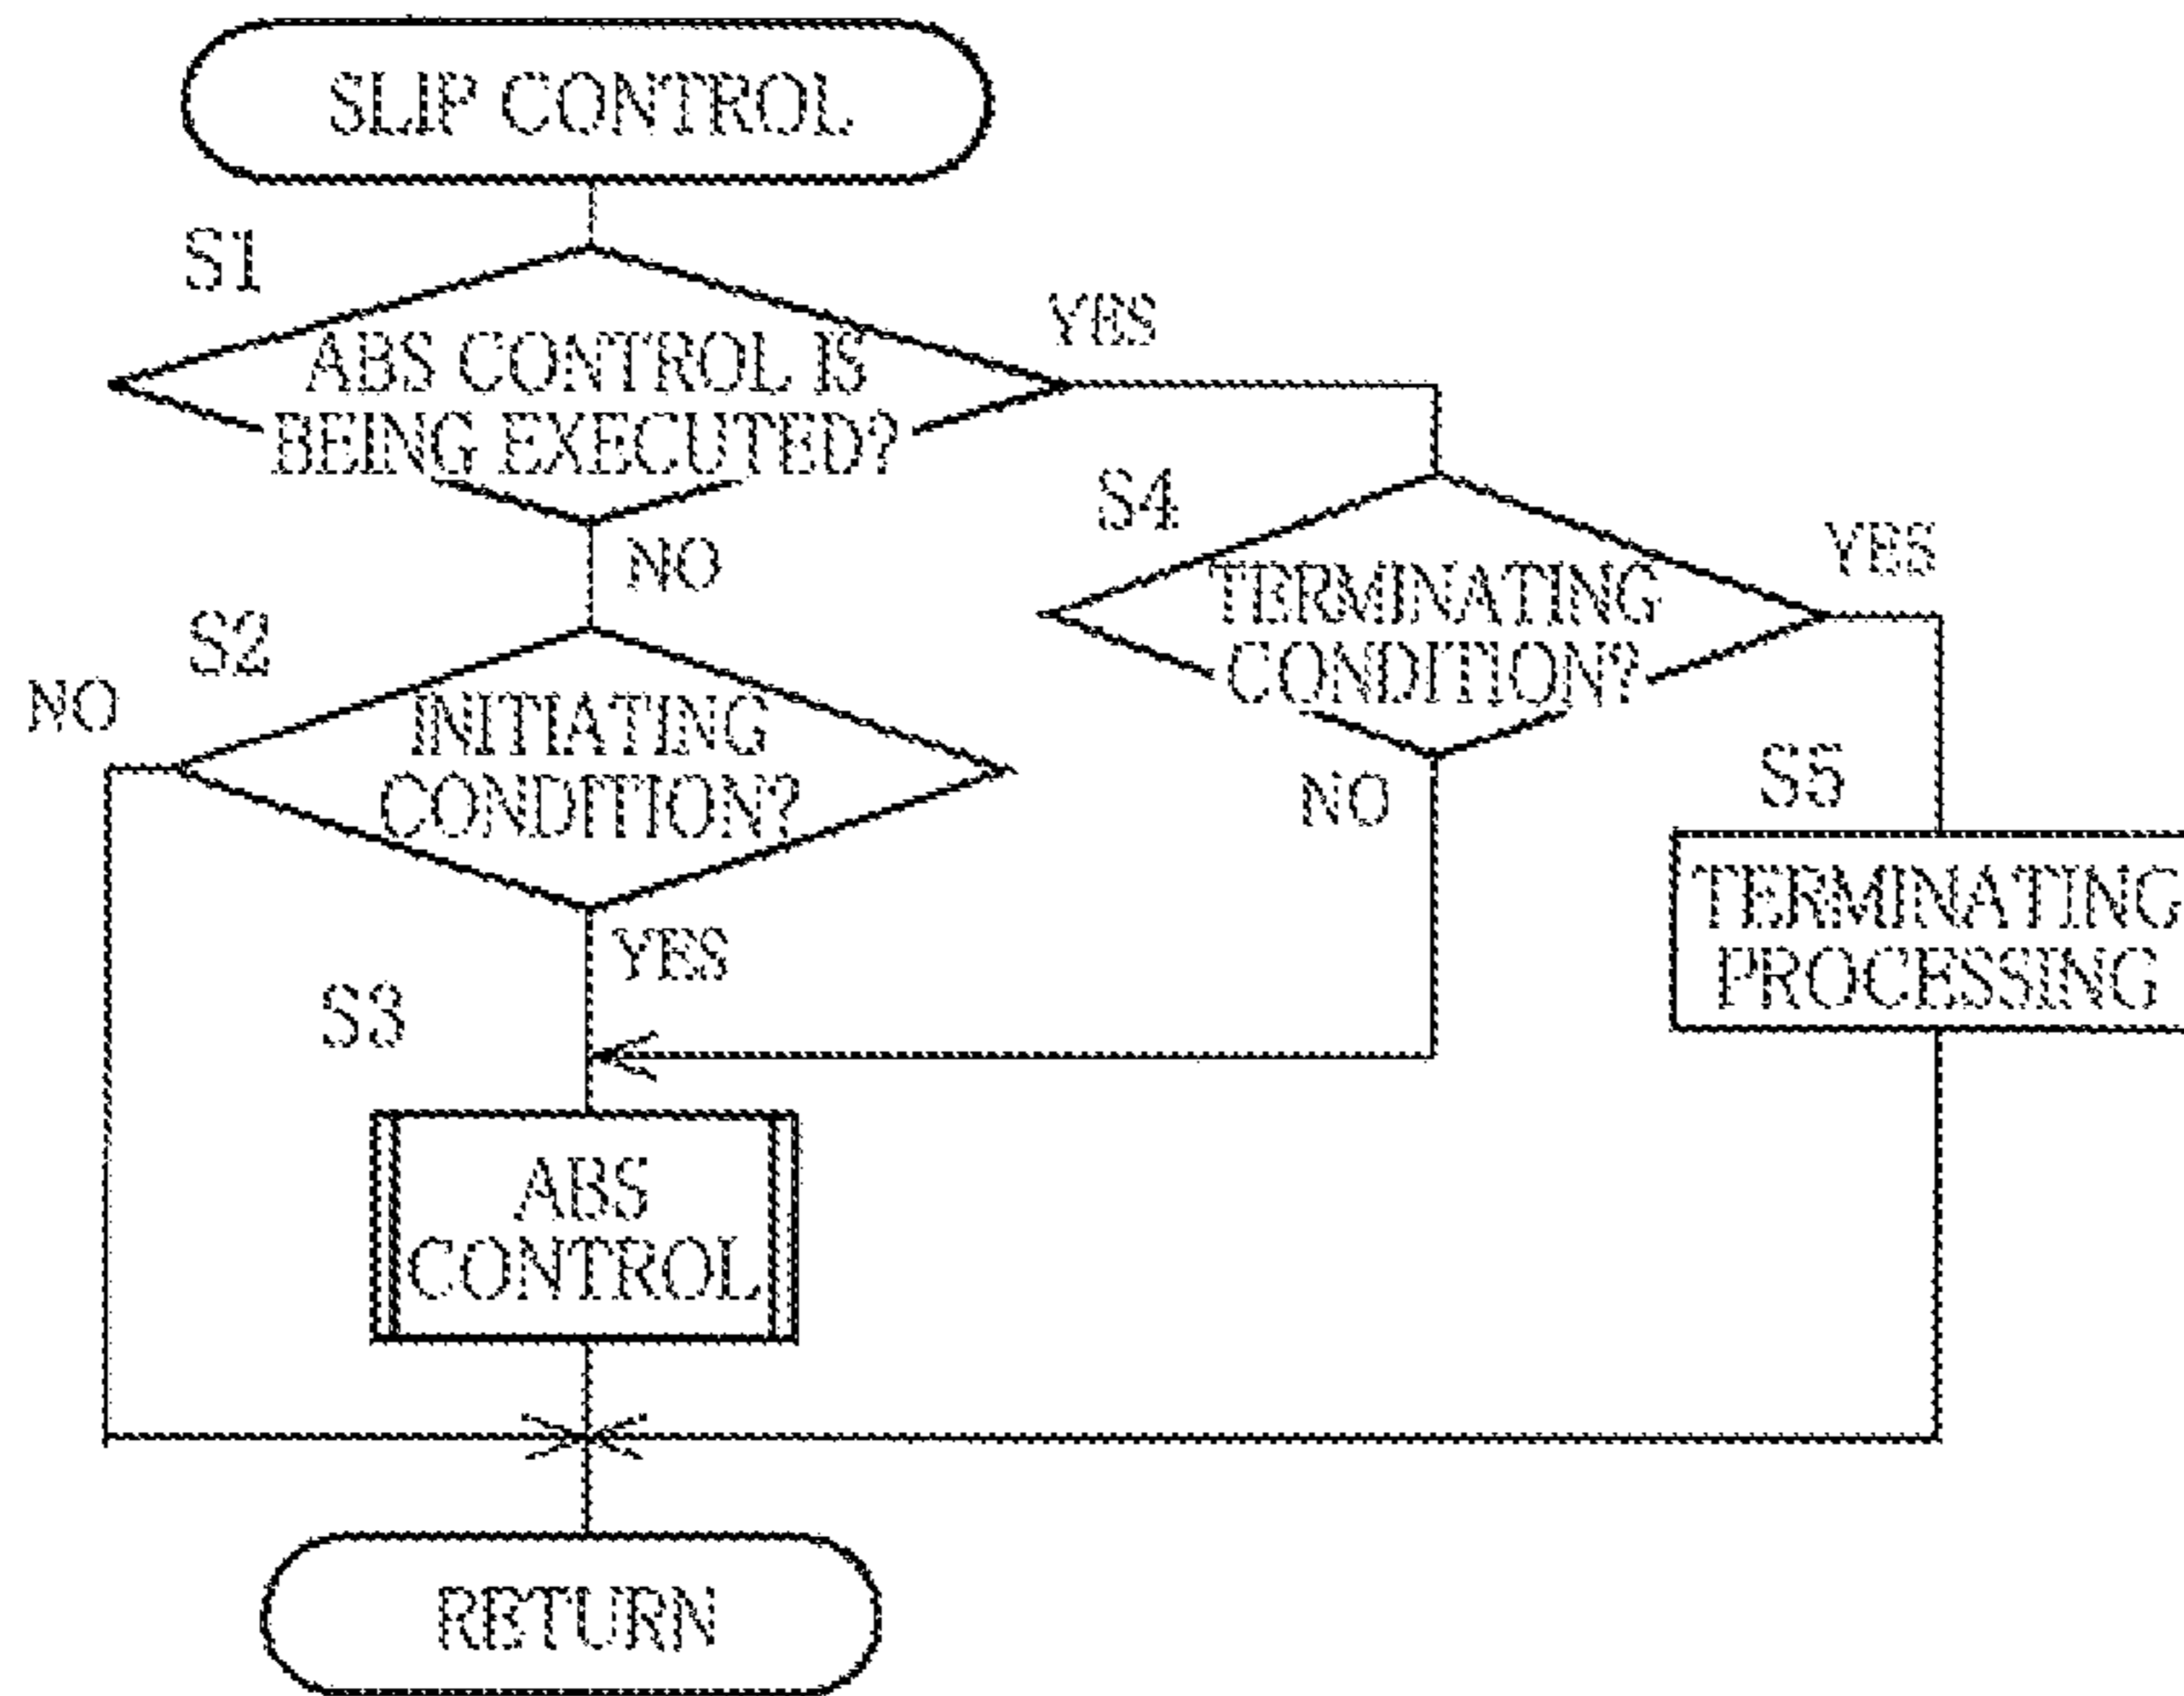 SLIP CONTROL
S1
ABS CONTROL IS
BEING EXECUTED?
YES
NO
S4
TERMINATING
CONDITION?
YES
NO
S2
INITIATING
CONDITION?
NO
YES
S5
TERMINATING
PROCESSING
S3
ABS
CONTROL
RETURN